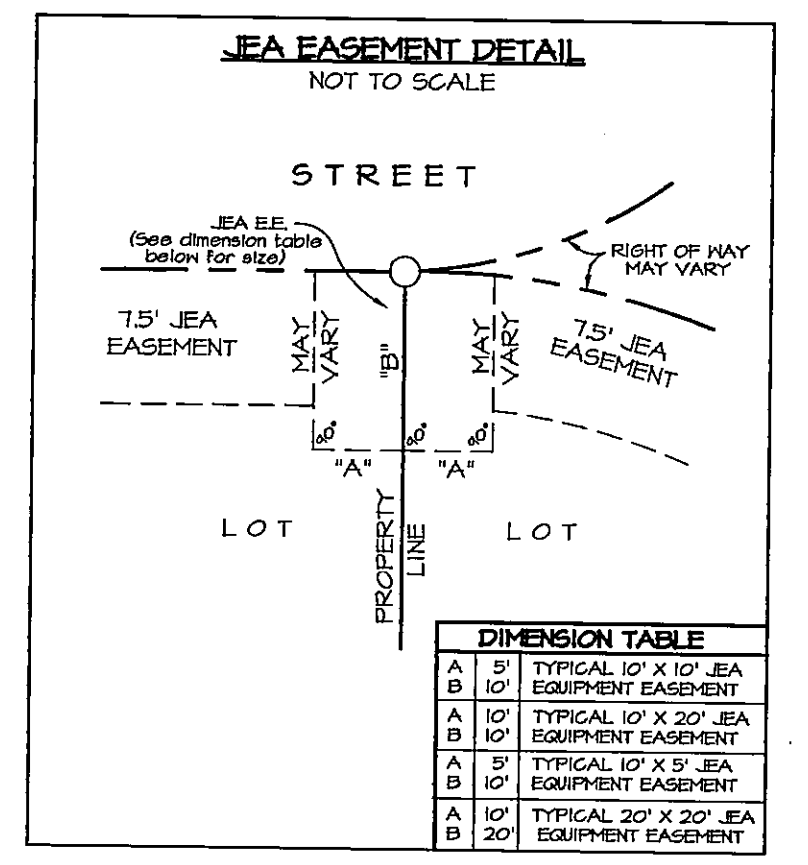 JEA EASEMENT DETAIL
NOT TO SCALE
STREET
JEA E.E.
(See dimension table
below for size)
RIGHT OF WAY
MAY VARY
7.5' JEA
EASEMENT
MAY
VARY
"B"
MAY
VARY
7.5' JEA
EASEMENT
90°
90°
90°
"A"
"A"
LOT
PROPERTY
LINE
LOT
DIMENSION TABLE
A 5' TYPICAL 10' X 10' JEA
B 10' EQUIPMENT EASEMENT
A 10' TYPICAL 10' X 20' JEA
B 10' EQUIPMENT EASEMENT
A 5' TYPICAL 10' X 5' JEA
B 10' EQUIPMENT EASEMENT
A 10' TYPICAL 20' X 20' JEA
B 20' EQUIPMENT EASEMENT